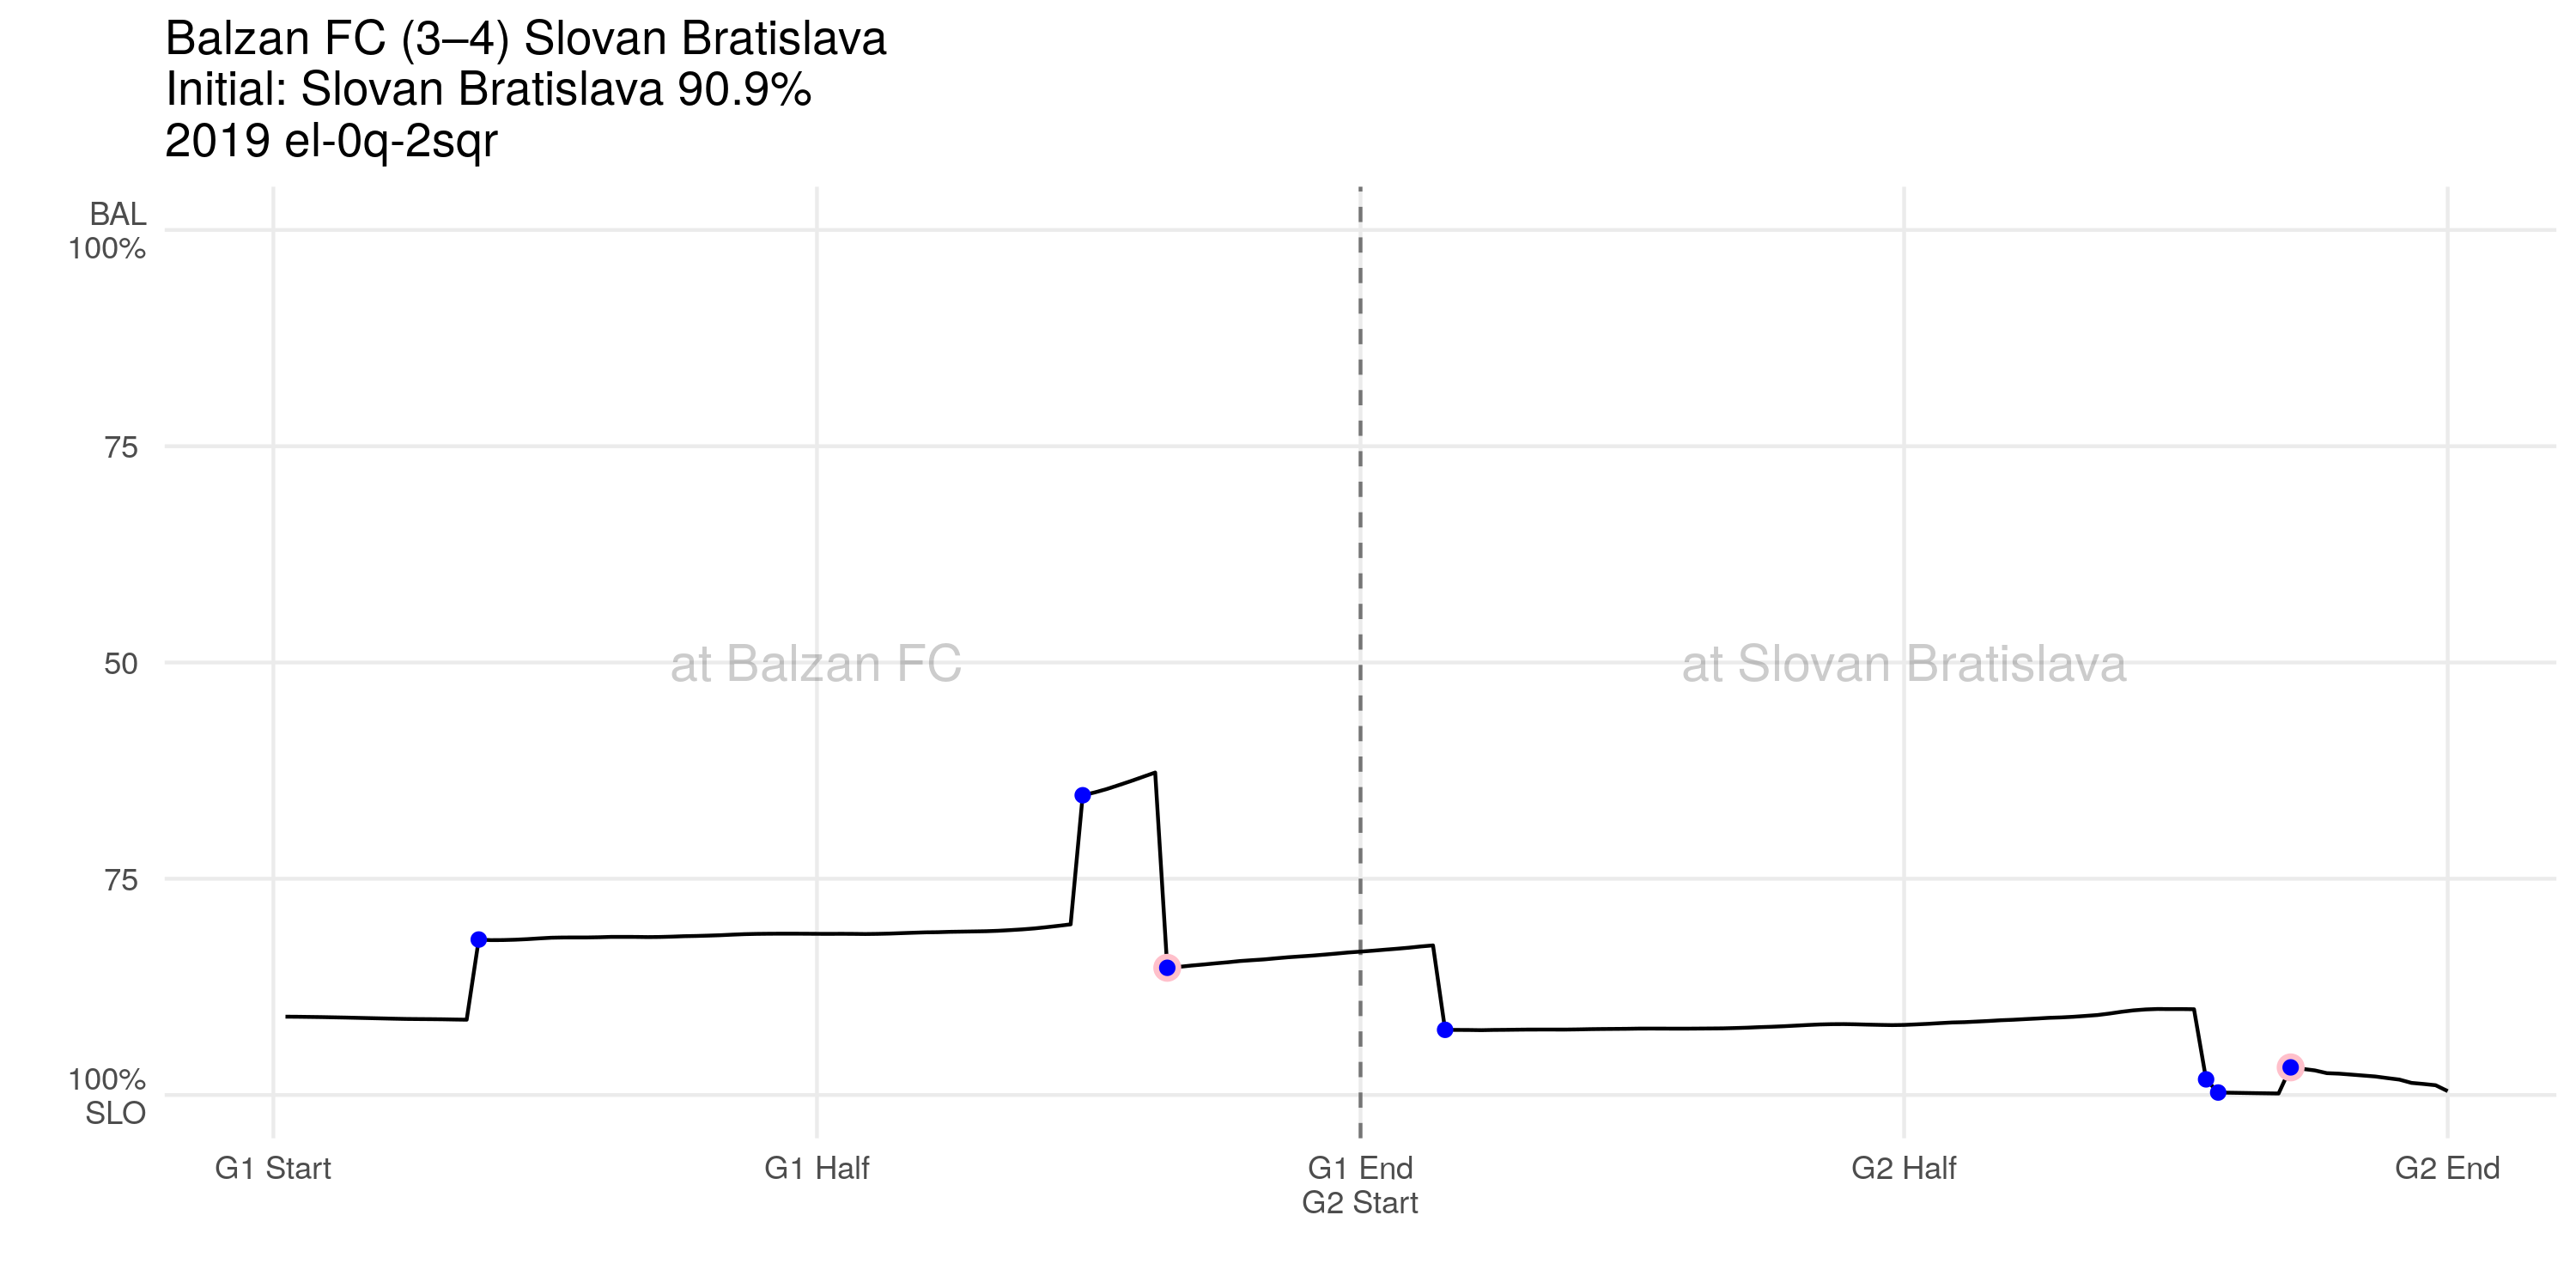 Balzan FC (3–4) Slovan Bratislava
Initial: Slovan Bratislava 90.9%
2019 el-0q-2sqr
BAL
100%
75
50
75
100%
SLO
at Balzan FC
at Slovan Bratislava
G1 Start
G1 Half
G1 End
G2 Start
G2 Half
G2 End